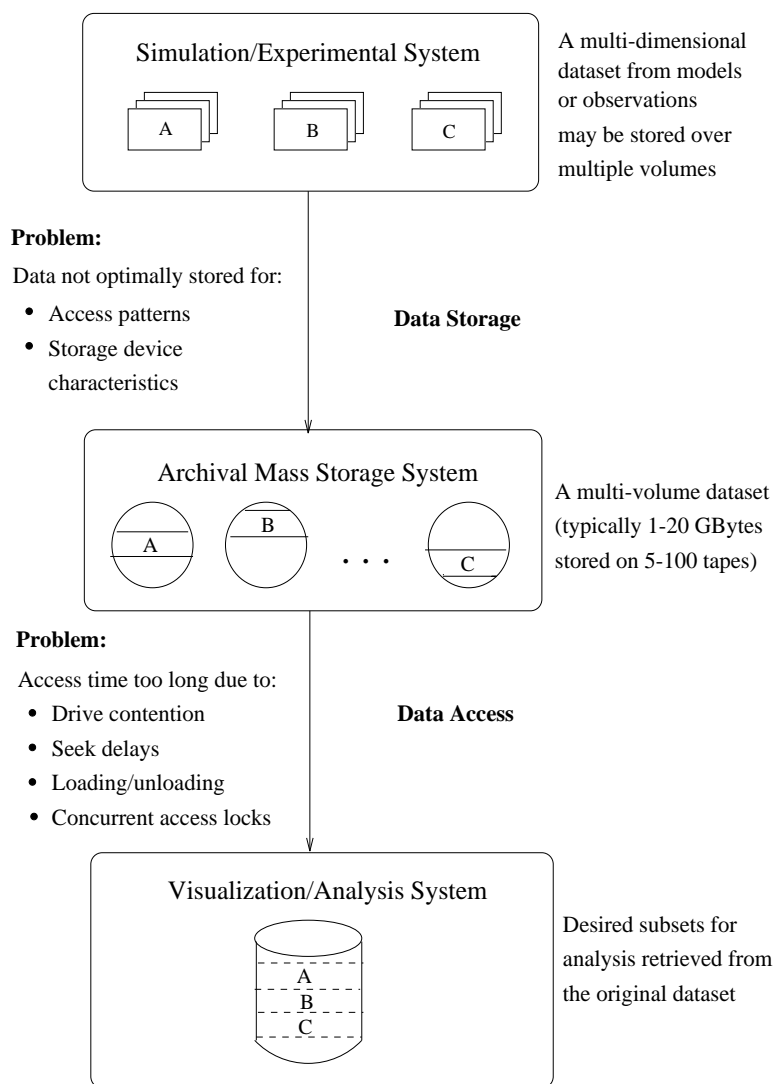 Simulation/Experimental System
A
B
C
A multi-dimensional
dataset from models
or observations
may be stored over
multiple volumes
Problem:
Data not optimally stored for:
• Access patterns
• Storage device
characteristics
Data Storage
Archival Mass Storage System
A
B
. . .
C
A multi-volume dataset
(typically 1-20 GBytes
stored on 5-100 tapes)
Problem:
Access time too long due to:
• Drive contention
• Seek delays
• Loading/unloading
• Concurrent access locks
Data Access
Visualization/Analysis System
A
B
C
Desired subsets for
analysis retrieved from
the original dataset